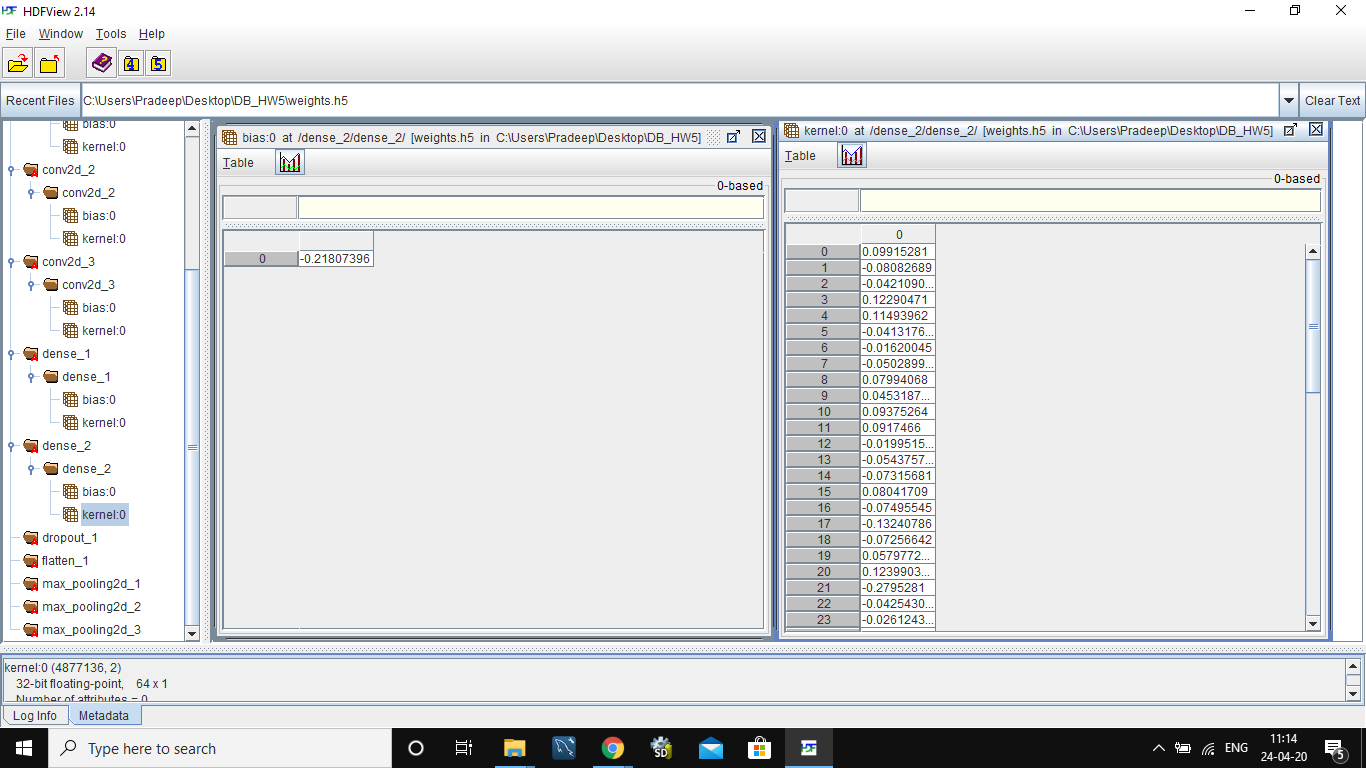 HDFView 2.14
File Window Tools Help
4 5
Recent Files C:\Users\Pradeep\Desktop\DB_HW5\weights.h5 Clear Text
bias:0
kernel:0
conv2d_2
conv2d_2
bias:0
kernel:0
conv2d_3
conv2d_3
bias:0
kernel:0
dense_1
dense_1
bias:0
kernel:0
dense_2
dense_2
bias:0
kernel:0
dropout_1
flatten_1
max_pooling2d_1
max_pooling2d_2
max_pooling2d_3
bias:0 at /dense_2/dense_2/ [weights.h5 in C:\Users\Pradeep\Desktop\DB_HW5]
Table
0-based
0 -0.21807396
kernel:0 at /dense_2/dense_2/ [weights.h5 in C:\Users\Pradeep\Desktop\DB_HW5]
Table
0-based
0
0 0.09915281
1 -0.08082689
2 -0.0421090...
3 0.12290471
4 0.11493962
5 -0.0413176...
6 -0.01620045
7 -0.0502899...
8 0.07994068
9 0.0453187...
10 0.09375264
11 0.0917466
12 -0.0199515...
13 -0.0543757...
14 -0.07315681
15 0.08041709
16 -0.07495545
17 -0.13240786
18 -0.07256642
19 0.0579772...
20 0.1239903...
21 -0.2795281
22 -0.0425430...
23 -0.0261243...
kernel:0 (4877136, 2)
32-bit floating-point, 64 x 1
Number of attributes = 0
Log Info Metadata
Type here to search
SD
ENG
11:14
24-04-20
5